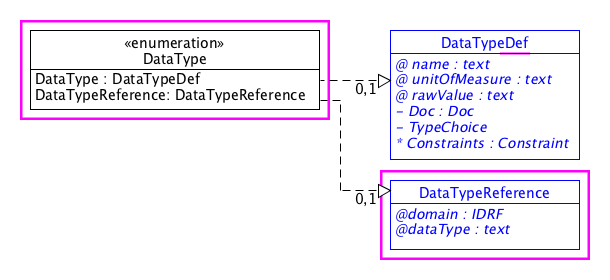 «enumeration»
DataType
DataType : DataTypeDef
DataTypeReference: DataTypeReference
0,1
0,1
DataTypeDef
@ name : text
@ unitOfMeasure : text
@ rawValue : text
- Doc : Doc
- TypeChoice
* Constraints : Constraint
DataTypeReference
@domain : IDRF
@dataType : text